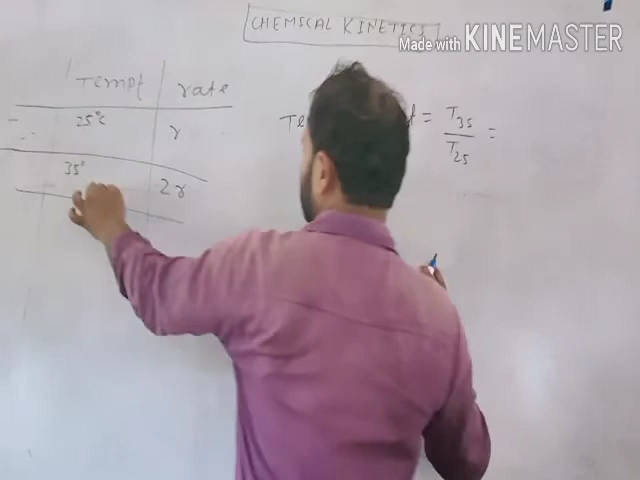 CHEMICAL KINETICS
Made with KINEMASTER
Tempt rate
25°C r
35° 2r
= T35 / T25 =